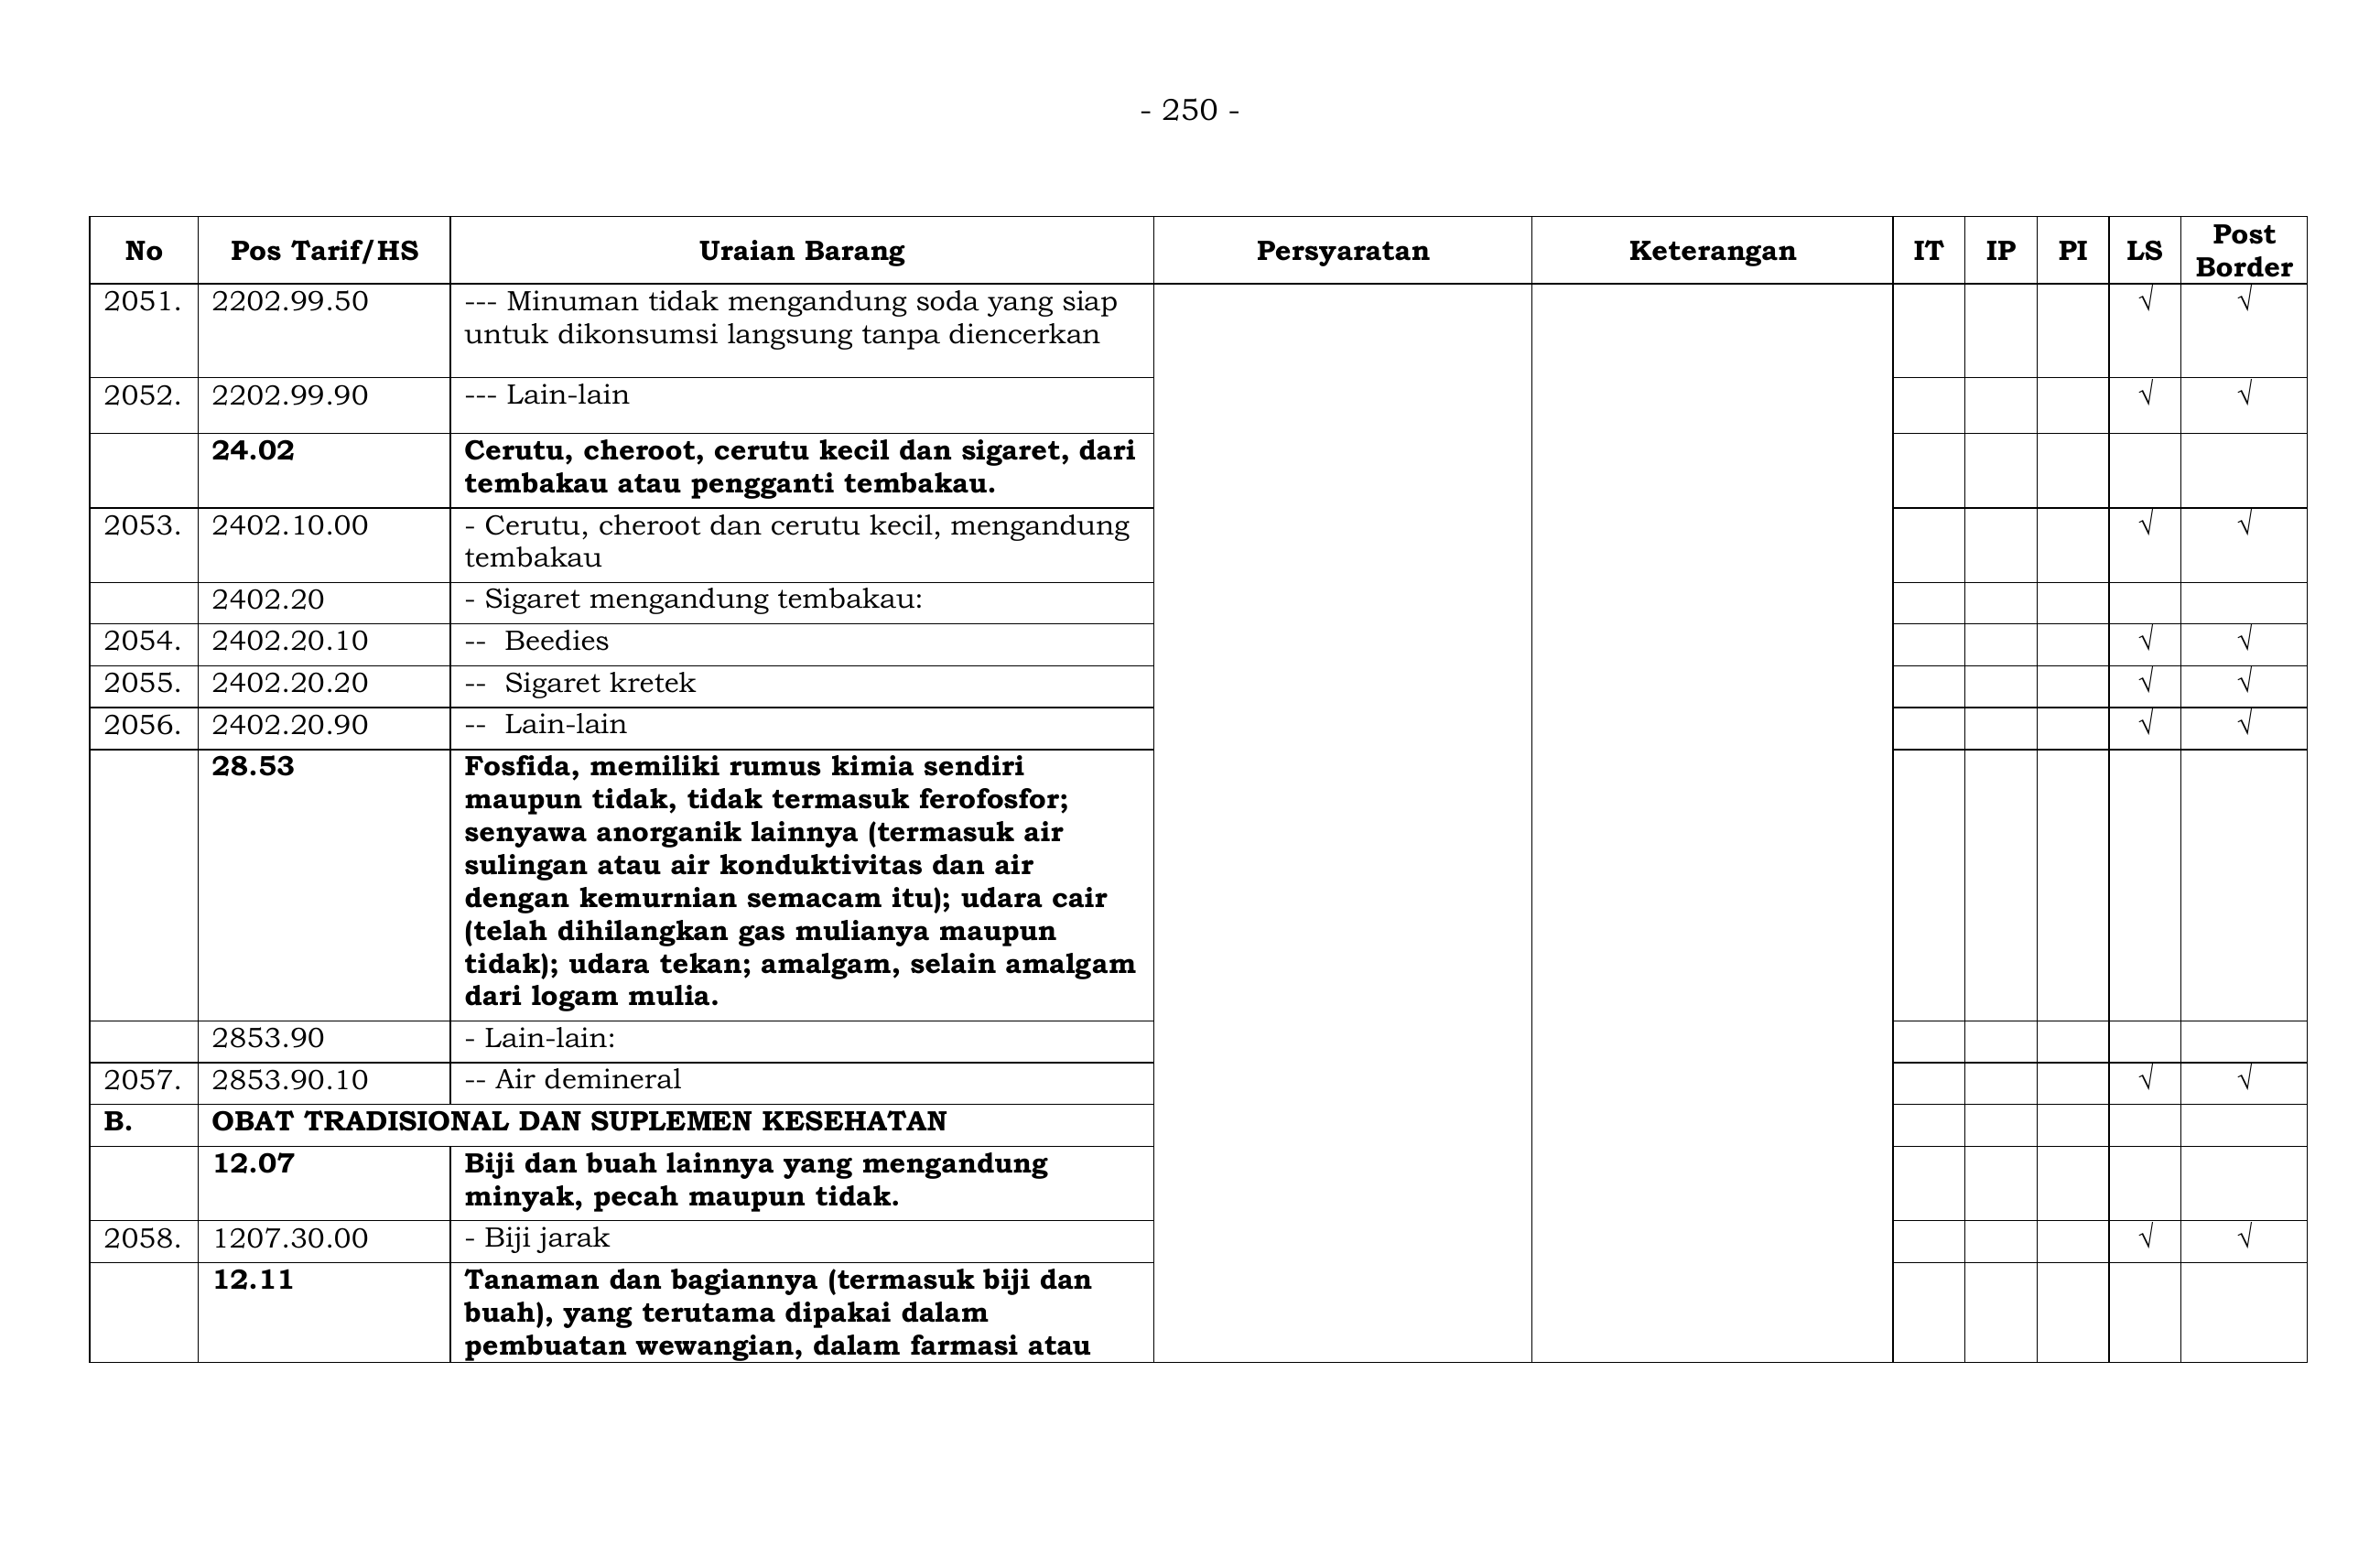 - 250 -
No Pos Tarif/HS Uraian Barang Persyaratan Keterangan IT IP PI LS Post Border
2051. 2202.99.50 --- Minuman tidak mengandung soda yang siap √ √
untuk dikonsumsi langsung tanpa diencerkan
2052. 2202.99.90 --- Lain-lain √ √
24.02 Cerutu, cheroot, cerutu kecil dan sigaret, dari
tembakau atau pengganti tembakau.
2053. 2402.10.00 - Cerutu, cheroot dan cerutu kecil, mengandung √ √
tembakau
2402.20 - Sigaret mengandung tembakau:
2054. 2402.20.10 -- Beedies √ √
2055. 2402.20.20 -- Sigaret kretek √ √
2056. 2402.20.90 -- Lain-lain √ √
28.53 Fosfida, memiliki rumus kimia sendiri
maupun tidak, tidak termasuk ferofosfor;
senyawa anorganik lainnya (termasuk air
sulingan atau air konduktivitas dan air
dengan kemurnian semacam itu); udara cair
(telah dihilangkan gas mulianya maupun
tidak); udara tekan; amalgam, selain amalgam
dari logam mulia.
2853.90 - Lain-lain:
2057. 2853.90.10 -- Air demineral √ √
B. OBAT TRADISIONAL DAN SUPLEMEN KESEHATAN
12.07 Biji dan buah lainnya yang mengandung
minyak, pecah maupun tidak.
2058. 1207.30.00 - Biji jarak √ √
12.11 Tanaman dan bagiannya (termasuk biji dan
buah), yang terutama dipakai dalam
pembuatan wewangian, dalam farmasi atau